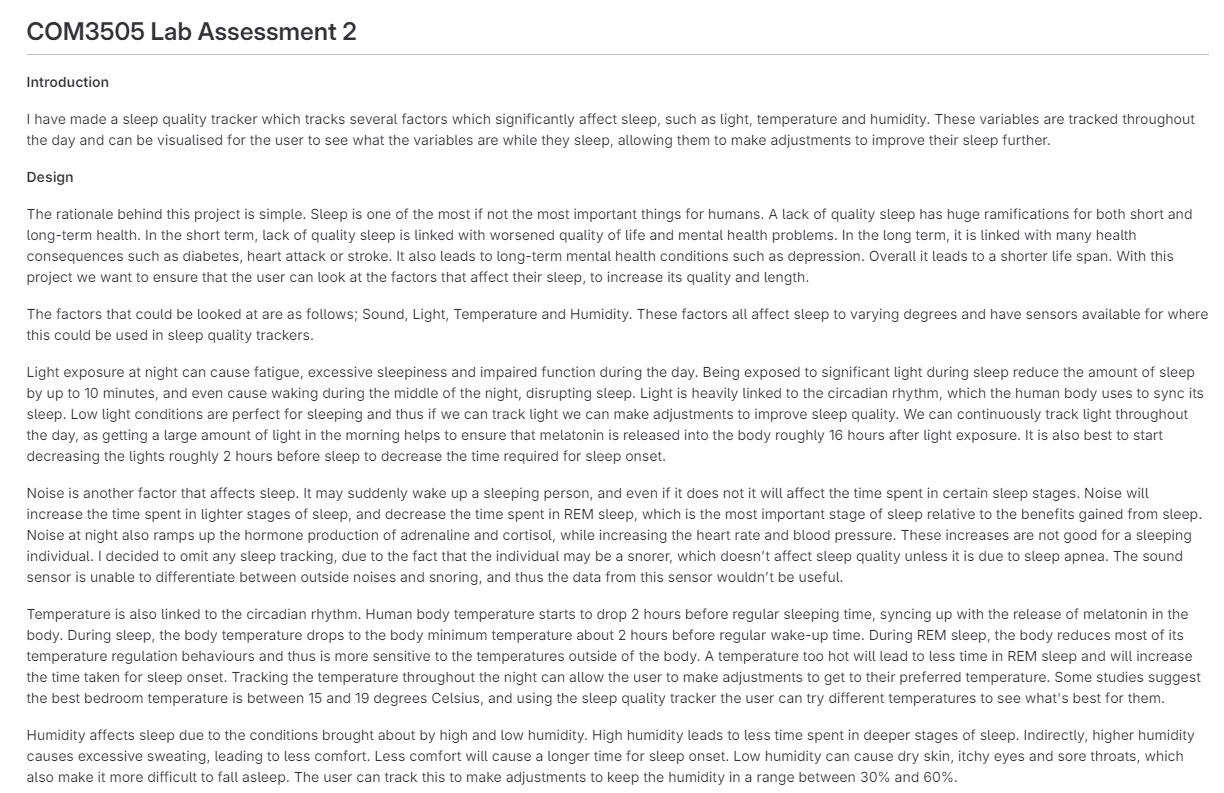 COM3505 Lab Assessment 2
Introduction
I have made a sleep quality tracker which tracks several factors which significantly affect sleep, such as light, temperature and humidity. These variables are tracked throughout
the day and can be visualised for the user to see what the variables are while they sleep, allowing them to make adjustments to improve their sleep further.
Design
The rationale behind this project is simple. Sleep is one of the most if not the most important things for humans. A lack of quality sleep has huge ramifications for both short and
long-term health. In the short term, lack of quality sleep is linked with worsened quality of life and mental health problems. In the long term, it is linked with many health
consequences such as diabetes, heart attack or stroke. It also leads to long-term mental health conditions such as depression. Overall it leads to a shorter life span. With this
project we want to ensure that the user can look at the factors that affect their sleep, to increase its quality and length.
The factors that could be looked at are as follows; Sound, Light, Temperature and Humidity. These factors all affect sleep to varying degrees and have sensors available for where
this could be used in sleep quality trackers.
Light exposure at night can cause fatigue, excessive sleepiness and impaired function during the day. Being exposed to significant light during sleep reduce the amount of sleep
by up to 10 minutes, and even cause waking during the middle of the night, disrupting sleep. Light is heavily linked to the circadian rhythm, which the human body uses to sync its
sleep. Low light conditions are perfect for sleeping and thus if we can track light we can make adjustments to improve sleep quality. We can continuously track light throughout
the day, as getting a large amount of light in the morning helps to ensure that melatonin is released into the body roughly 16 hours after light exposure. It is also best to start
decreasing the lights roughly 2 hours before sleep to decrease the time required for sleep onset.
Noise is another factor that affects sleep. It may suddenly wake up a sleeping person, and even if it does not it will affect the time spent in certain sleep stages. Noise will
increase the time spent in lighter stages of sleep, and decrease the time spent in REM sleep, which is the most important stage of sleep relative to the benefits gained from sleep.
Noise at night also ramps up the hormone production of adrenaline and cortisol, while increasing the heart rate and blood pressure. These increases are not good for a sleeping
individual. I decided to omit any sleep tracking, due to the fact that the individual may be a snorer, which doesn’t affect sleep quality unless it is due to sleep apnea. The sound
sensor is unable to differentiate between outside noises and snoring, and thus the data from this sensor wouldn’t be useful.
Temperature is also linked to the circadian rhythm. Human body temperature starts to drop 2 hours before regular sleeping time, syncing up with the release of melatonin in the
body. During sleep, the body temperature drops to the body minimum temperature about 2 hours before regular wake-up time. During REM sleep, the body reduces most of its
temperature regulation behaviours and thus is more sensitive to the temperatures outside of the body. A temperature too hot will lead to less time in REM sleep and will increase
the time taken for sleep onset. Tracking the temperature throughout the night can allow the user to make adjustments to get to their preferred temperature. Some studies suggest
the best bedroom temperature is between 15 and 19 degrees Celsius, and using the sleep quality tracker the user can try different temperatures to see what's best for them.
Humidity affects sleep due to the conditions brought about by high and low humidity. High humidity leads to less time spent in deeper stages of sleep. Indirectly, higher humidity
causes excessive sweating, leading to less comfort. Less comfort will cause a longer time for sleep onset. Low humidity can cause dry skin, itchy eyes and sore throats, which
also make it more difficult to fall asleep. The user can track this to make adjustments to keep the humidity in a range between 30% and 60%.